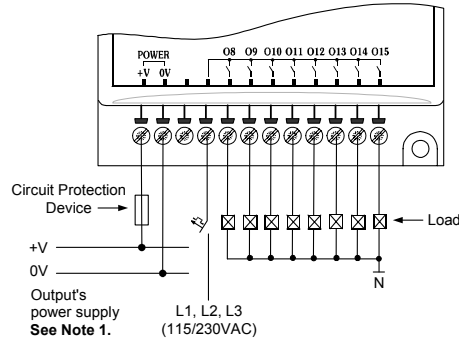 POWER
+V 0V
O8 O9 O10 O11 O12 O13 O14 O15
Circuit Protection
Device
Load
+V
0V
N
Output's
power supply
See Note 1.
L1, L2, L3
(115/230VAC)